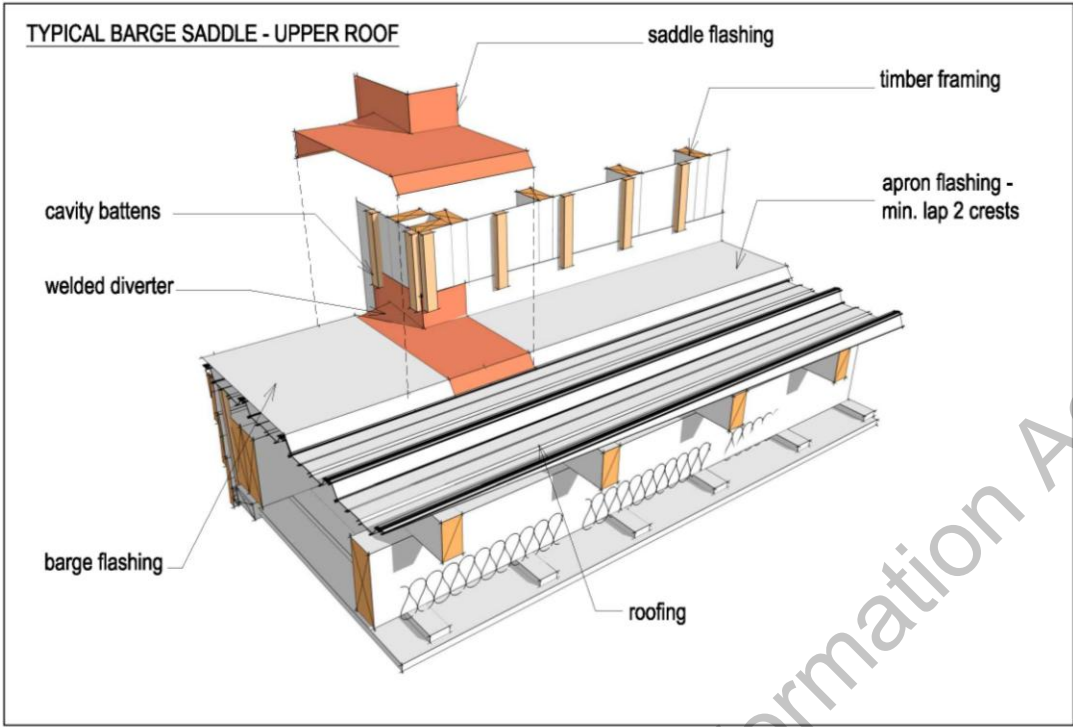 TYPICAL BARGE SADDLE - UPPER ROOF
saddle flashing
timber framing
apron flashing -
min. lap 2 crests
cavity battens
welded diverter
barge flashing
roofing
ormation